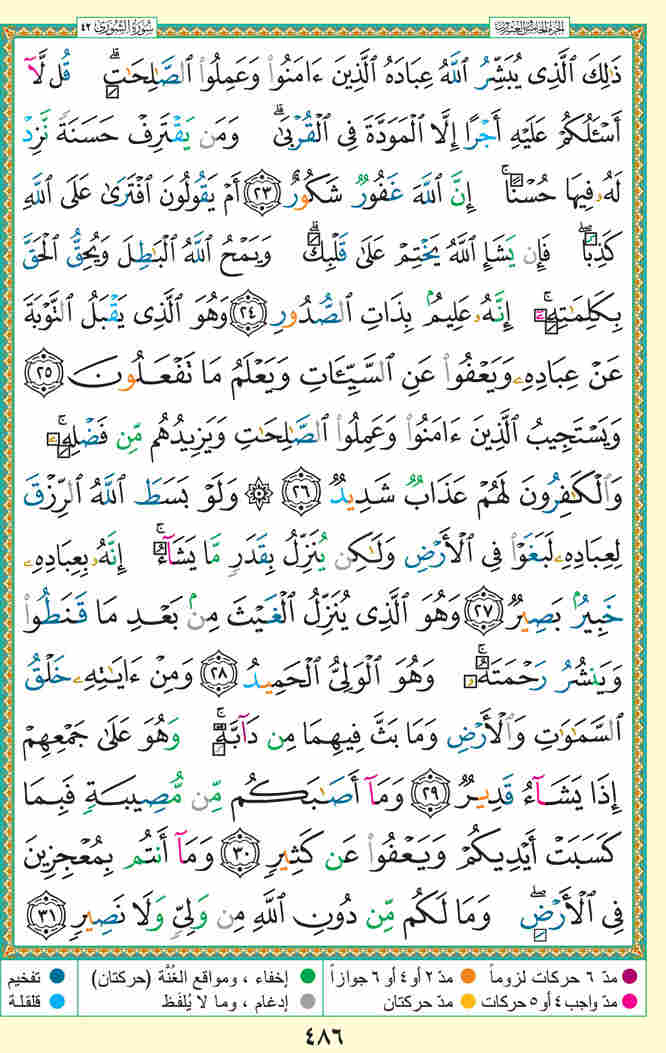 سُورَةُ الشُّورَىٰ ٤٢
الجزء الخامس والعشرون
ذَٰلِكَ ٱلَّذِى يُبَشِّرُ ٱللَّهُ عِبَادَهُ ٱلَّذِينَ ءَامَنُوا۟ وَعَمِلُوا۟ ٱلصَّٰلِحَٰتِ ۗ قُل لَّآ
أَسْـَٔلُكُمْ عَلَيْهِ أَجْرًا إِلَّا ٱلْمَوَدَّةَ فِى ٱلْقُرْبَىٰ ۗ وَمَن يَقْتَرِفْ حَسَنَةً نَّزِدْ
لَهُۥ فِيهَا حُسْنًا ۚ إِنَّ ٱللَّهَ غَفُورٌ شَكُورٌ ٢٣ أَمْ يَقُولُونَ ٱفْتَرَىٰ عَلَى ٱللَّهِ
كَذِبًا ۖ فَإِن يَشَإِ ٱللَّهُ يَخْتِمْ عَلَىٰ قَلْبِكَ ۗ وَيَمْحُ ٱللَّهُ ٱلْبَٰطِلَ وَيُحِقُّ ٱلْحَقَّ
بِكَلِمَٰتِهِۦٓ ۚ إِنَّهُۥ عَلِيمٌۢ بِذَاتِ ٱلصُّدُورِ ٢٤ وَهُوَ ٱلَّذِى يَقْبَلُ ٱلتَّوْبَةَ
عَنْ عِبَادِهِۦ وَيَعْفُوا۟ عَنِ ٱلسَّيِّـَٔاتِ وَيَعْلَمُ مَا تَفْعَلُونَ ٢٥
وَيَسْتَجِيبُ ٱلَّذِينَ ءَامَنُوا۟ وَعَمِلُوا۟ ٱلصَّٰلِحَٰتِ وَيَزِيدُهُم مِّن فَضْلِهِۦ ۚ
وَٱلْكَٰفِرُونَ لَهُمْ عَذَابٌ شَدِيدٌ ٢٦ ۞ وَلَوْ بَسَطَ ٱللَّهُ ٱلرِّزْقَ
لِعِبَادِهِۦ لَبَغَوْا۟ فِى ٱلْأَرْضِ وَلَٰكِن يُنَزِّلُ بِقَدَرٍ مَّا يَشَآءُ ۚ إِنَّهُۥ بِعِبَادِهِۦ
خَبِيرٌۢ بَصِيرٌ ٢٧ وَهُوَ ٱلَّذِى يُنَزِّلُ ٱلْغَيْثَ مِنۢ بَعْدِ مَا قَنَطُوا۟
وَيَنشُرُ رَحْمَتَهُۥ ۚ وَهُوَ ٱلْوَلِىُّ ٱلْحَمِيدُ ٢٨ وَمِنْ ءَايَٰتِهِۦ خَلْقُ
ٱلسَّمَٰوَٰتِ وَٱلْأَرْضِ وَمَا بَثَّ فِيهِمَا مِن دَآبَّةٍ ۚ وَهُوَ عَلَىٰ جَمْعِهِمْ
إِذَا يَشَآءُ قَدِيرٌ ٢٩ وَمَآ أَصَٰبَكُم مِّن مُّصِيبَةٍ فَبِمَا
كَسَبَتْ أَيْدِيكُمْ وَيَعْفُوا۟ عَن كَثِيرٍ ٣٠ وَمَآ أَنتُم بِمُعْجِزِينَ
فِى ٱلْأَرْضِ ۖ وَمَا لَكُم مِّن دُونِ ٱللَّهِ مِن وَلِىٍّ وَلَا نَصِيرٍ ٣١
مدّ ٦ حركات لزوماً
مدّ ٢ أو ٤ أو ٦ جوازاً
إخفاء ، ومواقع الغُنَّة (حركتان)
تفخيم
مدّ واجب ٤ أو ٥ حركات
مدّ حركتان
إدغام ، وما لا يُلفَظ
قلقلة
٤٨٦